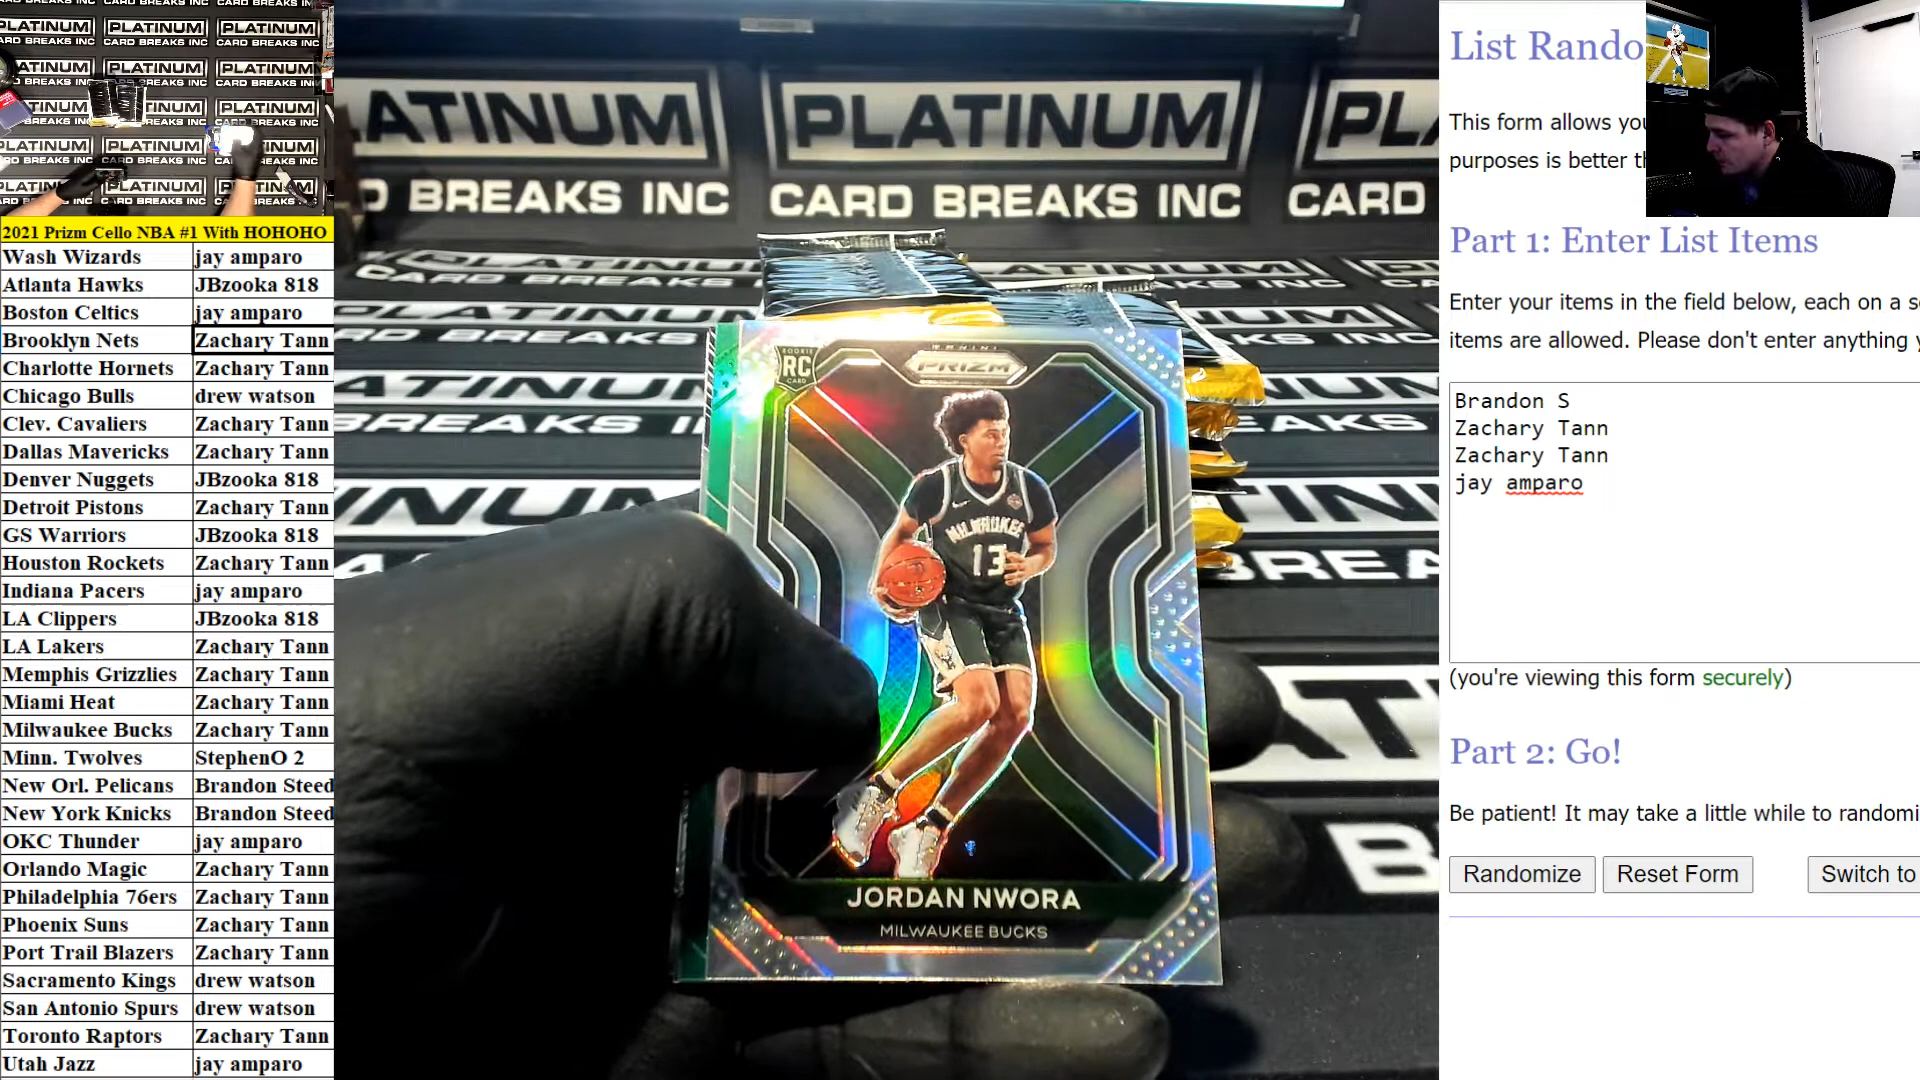 PLATINUM
CARD BREAKS INC
2021 Prizm Cello NBA #1 With HOHOHO
Wash Wizards jay amparo
Atlanta Hawks JBzooka 818
Boston Celtics jay amparo
Brooklyn Nets Zachary Tann
Charlotte Hornets Zachary Tann
Chicago Bulls drew watson
Clev. Cavaliers Zachary Tann
Dallas Mavericks Zachary Tann
Denver Nuggets JBzooka 818
Detroit Pistons Zachary Tann
GS Warriors JBzooka 818
Houston Rockets Zachary Tann
Indiana Pacers jay amparo
LA Clippers JBzooka 818
LA Lakers Zachary Tann
Memphis Grizzlies Zachary Tann
Miami Heat Zachary Tann
Milwaukee Bucks Zachary Tann
Minn. Twolves StephenO 2
New Orl. Pelicans Brandon Steed
New York Knicks Brandon Steed
OKC Thunder jay amparo
Orlando Magic Zachary Tann
Philadelphia 76ers Zachary Tann
Phoenix Suns Zachary Tann
Port Trail Blazers Zachary Tann
Sacramento Kings drew watson
San Antonio Spurs drew watson
Toronto Raptors Zachary Tann
Utah Jazz jay amparo
PLATINUM
CARD BREAKS INC
ROOKIE
RC
CARD
PANINI
PRIZM
MILWAUKEE
13
JORDAN NWORA
MILWAUKEE BUCKS
List Rando
This form allows you
purposes is better th
Part 1: Enter List Items
Enter your items in the field below, each on a s
items are allowed. Please don't enter anything y
Brandon S
Zachary Tann
Zachary Tann
jay amparo
(you're viewing this form securely)
Part 2: Go!
Be patient! It may take a little while to randomi
Randomize Reset Form Switch to